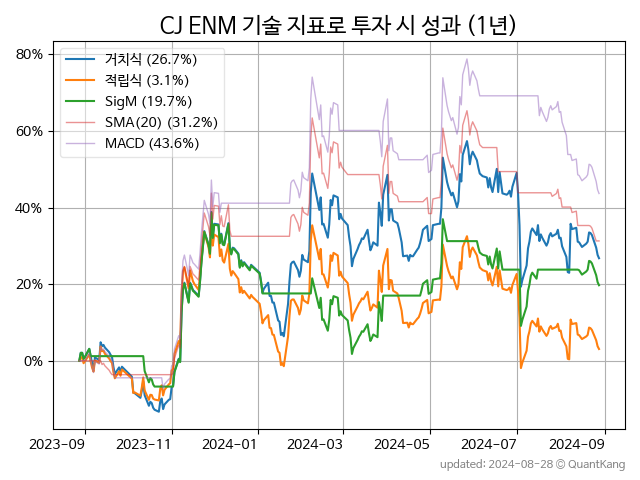 CJ ENM 기술 지표로 투자 시 성과 (1년)
80%
60%
40%
20%
0%
거치식 (26.7%)
적립식 (3.1%)
SigM (19.7%)
SMA(20) (31.2%)
MACD (43.6%)
2023-09 2023-11 2024-01 2024-03 2024-05 2024-07 2024-09
updated: 2024-08-28 © QuantKang